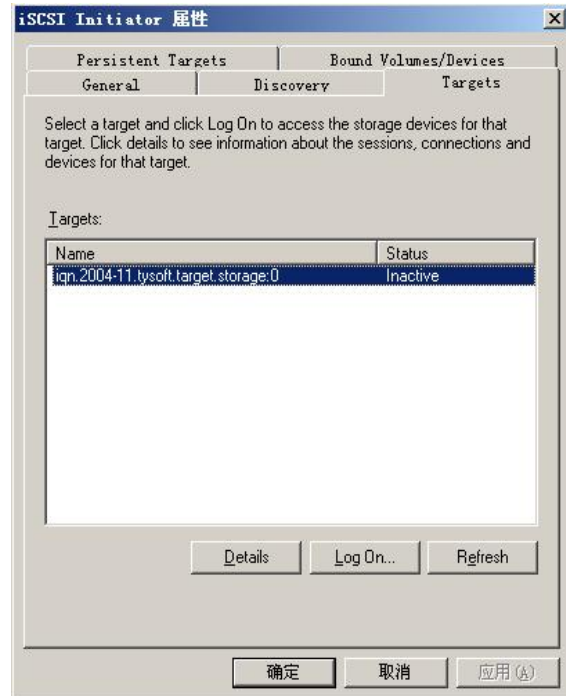 iSCSI Initiator 属性
Persistent Targets
Bound Volumes/Devices
General
Discovery
Targets
Select a target and click Log On to access the storage devices for that
target. Click details to see information about the sessions, connections and
devices for that target.
Targets:
Name
Status
iqn.2004-11.tysoft.target.storage:0
Inactive
Details
Log On...
Refresh
确定
取消
应用(A)